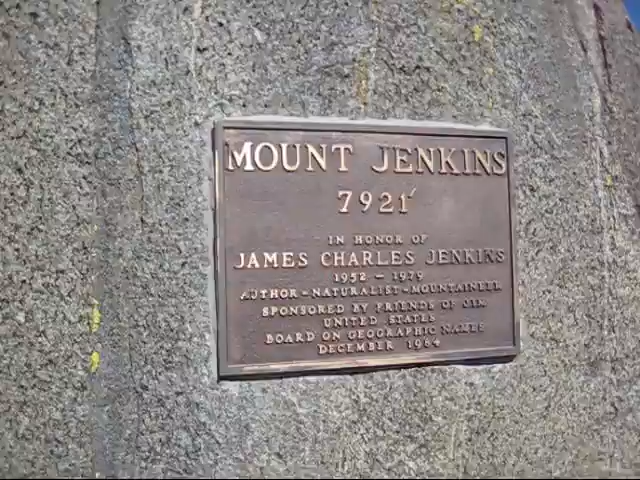 MOUNT JENKINS
7921'
IN HONOR OF
JAMES CHARLES JENKINS
1952 - 1979
AUTHOR-NATURALIST-MOUNTAINEER
SPONSORED BY FRIENDS OF JIM
UNITED STATES
BOARD ON GEOGRAPHIC NAMES
DECEMBER 1984